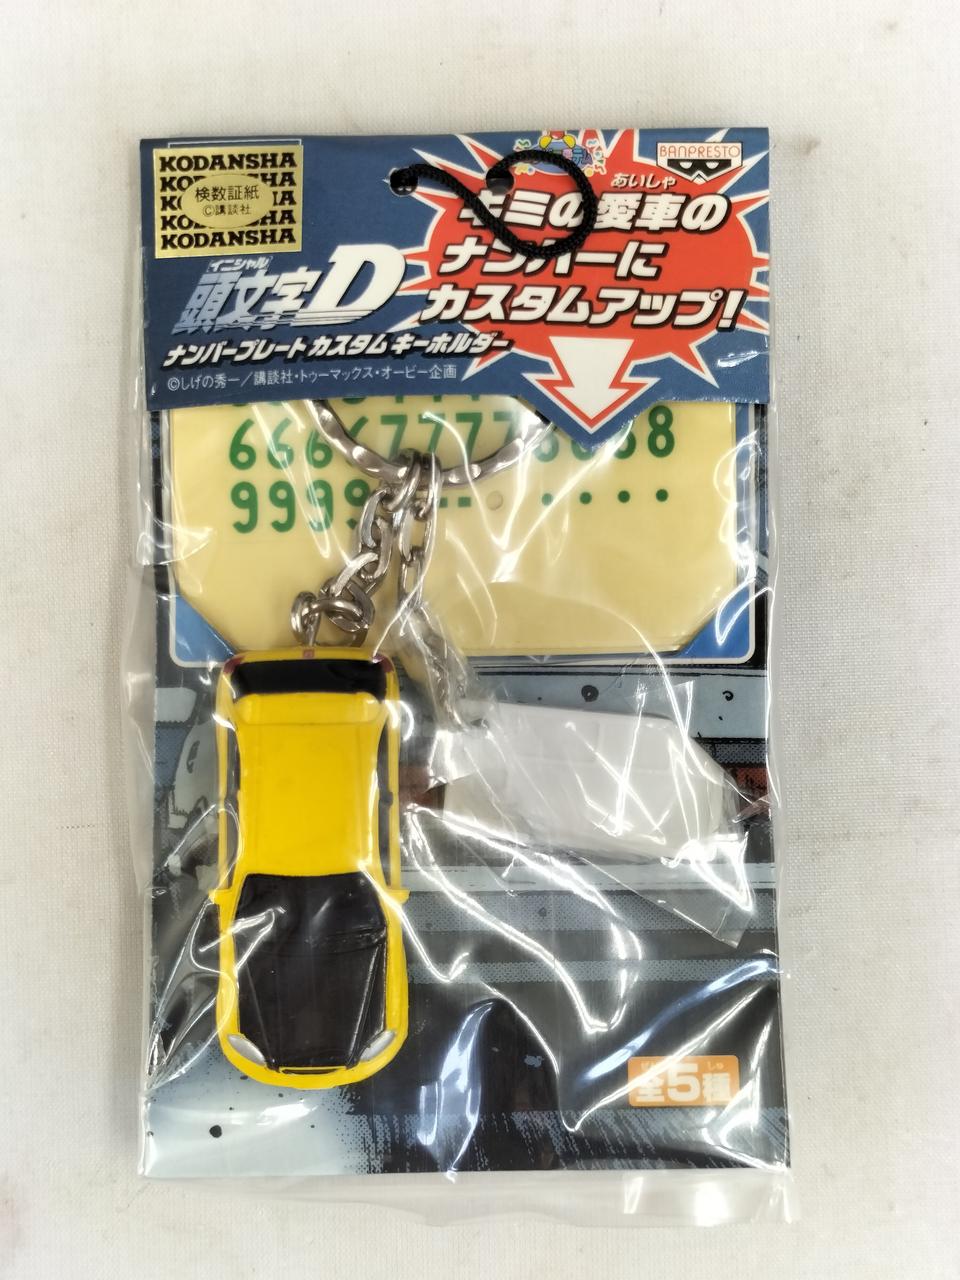 KODANSHA
KODANSHA
検数証紙
©講談社
KODANSHA
BANPRESTO
あいしゃ
キミの愛車の
ナンバーに
カスタムアップ!
イニシャル
頭文字D
ナンバープレートカスタムキーホルダー
©しげの秀一/講談社・トゥーマックス・オービー企画
666677778888
9999--・・・・
全5種